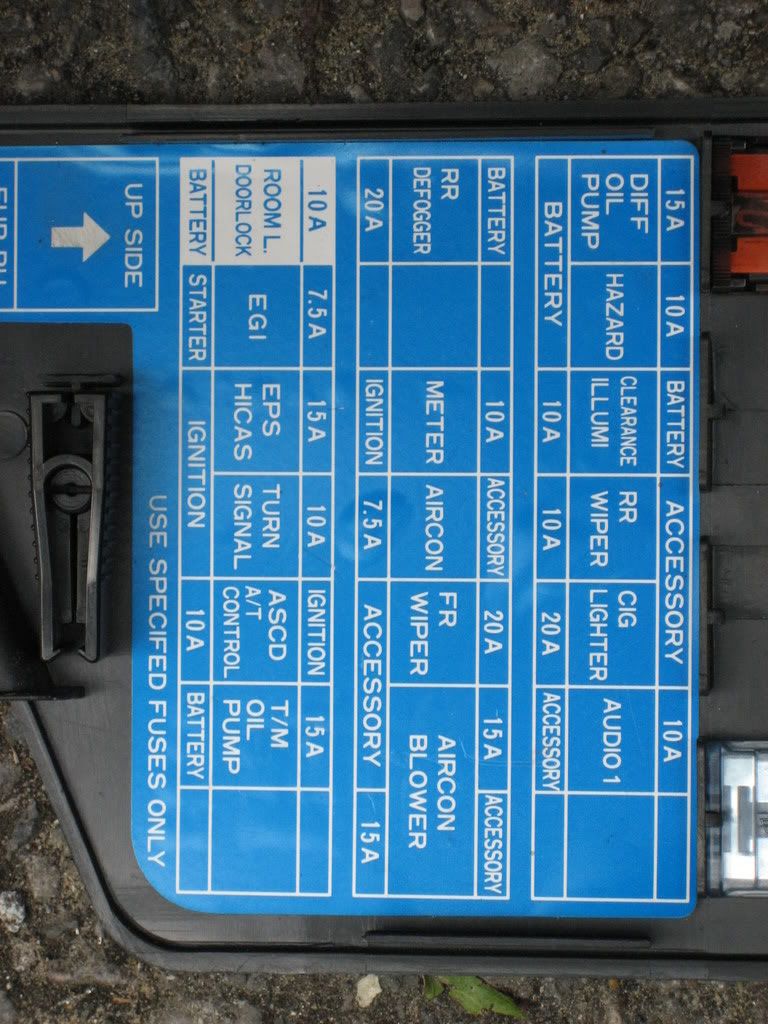 15A 10A BATTERY ACCESSORY 10A
DIFF
OIL
PUMP
HAZARD
CLEARANCE
ILLUMI
RR
WIPER
CIG
LIGHTER
AUDIO 1
BATTERY 10A 10A 20A ACCESSORY
BATTERY 10A ACCESSORY 20A 15A ACCESSORY
RR
DEFOGGER
METER
AIRCON
FR
WIPER
AIRCON
BLOWER
20A IGNITION 7.5A ACCESSORY 15A
10A 7.5A 15A 10A IGNITION 15A
ROOM L.
DOORLOCK
EGI
EPS
HICAS
TURN
SIGNAL
ASCD
A/T
CONTROL
T/M
OIL
PUMP
BATTERY STARTER IGNITION 10A BATTERY
USE SPECIFED FUSES ONLY
UP SIDE